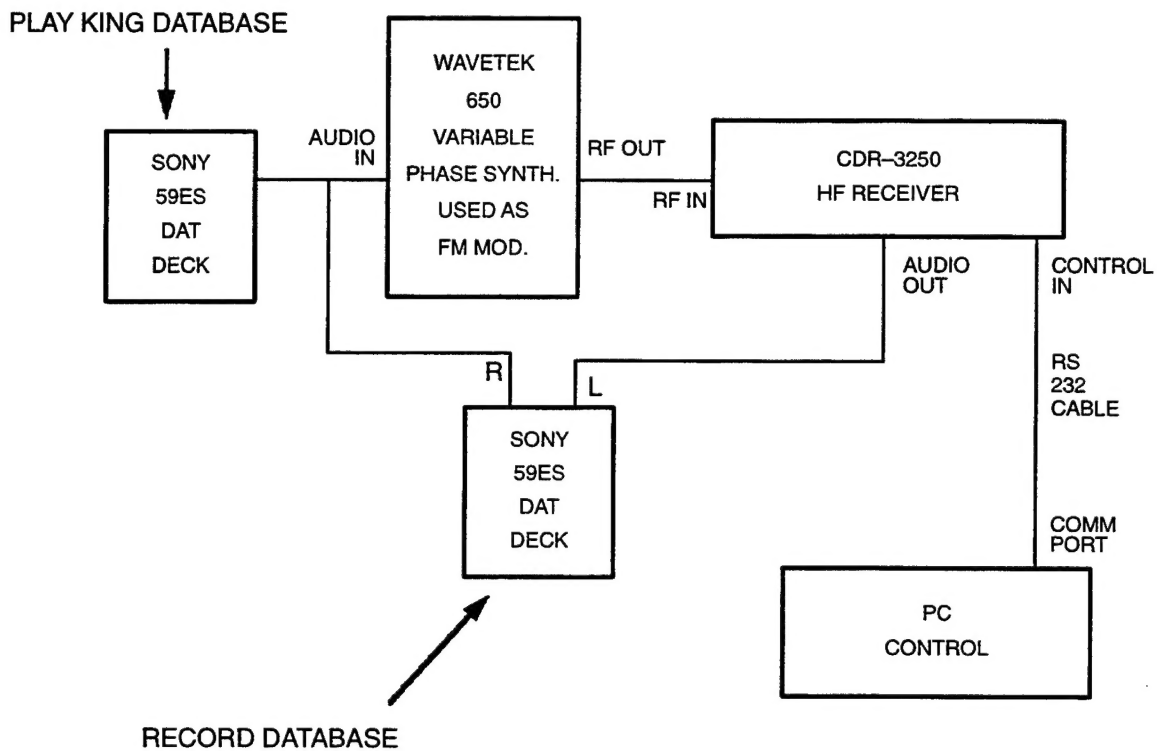 PLAY KING DATABASE
SONY
59ES
DAT
DECK
AUDIO
IN
WAVETEK
650
VARIABLE
PHASE SYNTH.
USED AS
FM MOD.
RF OUT
RF IN
CDR–3250
HF RECEIVER
AUDIO
OUT
CONTROL
IN
R
L
RS
232
CABLE
SONY
59ES
DAT
DECK
COMM
PORT
PC
CONTROL
RECORD DATABASE